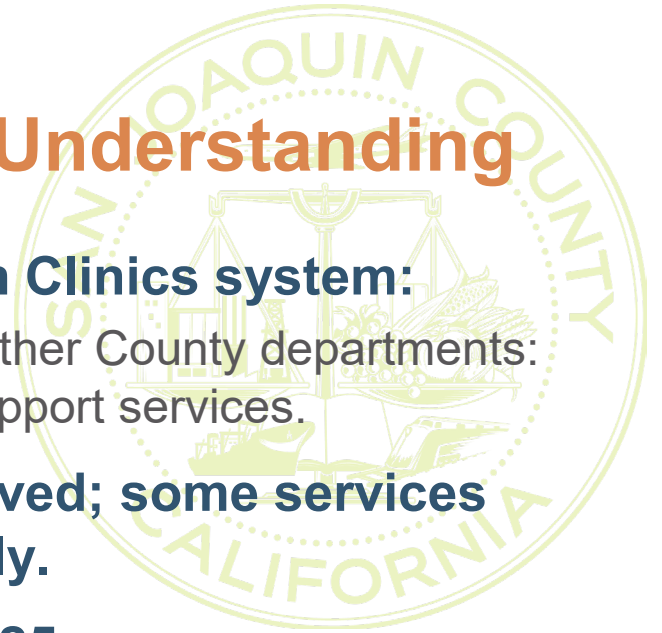 SAN JOAQUIN COUNTY
Understanding
Clinics system:
ther County departments:
pport services.
ved; some services
ly.
CALIFORNIA